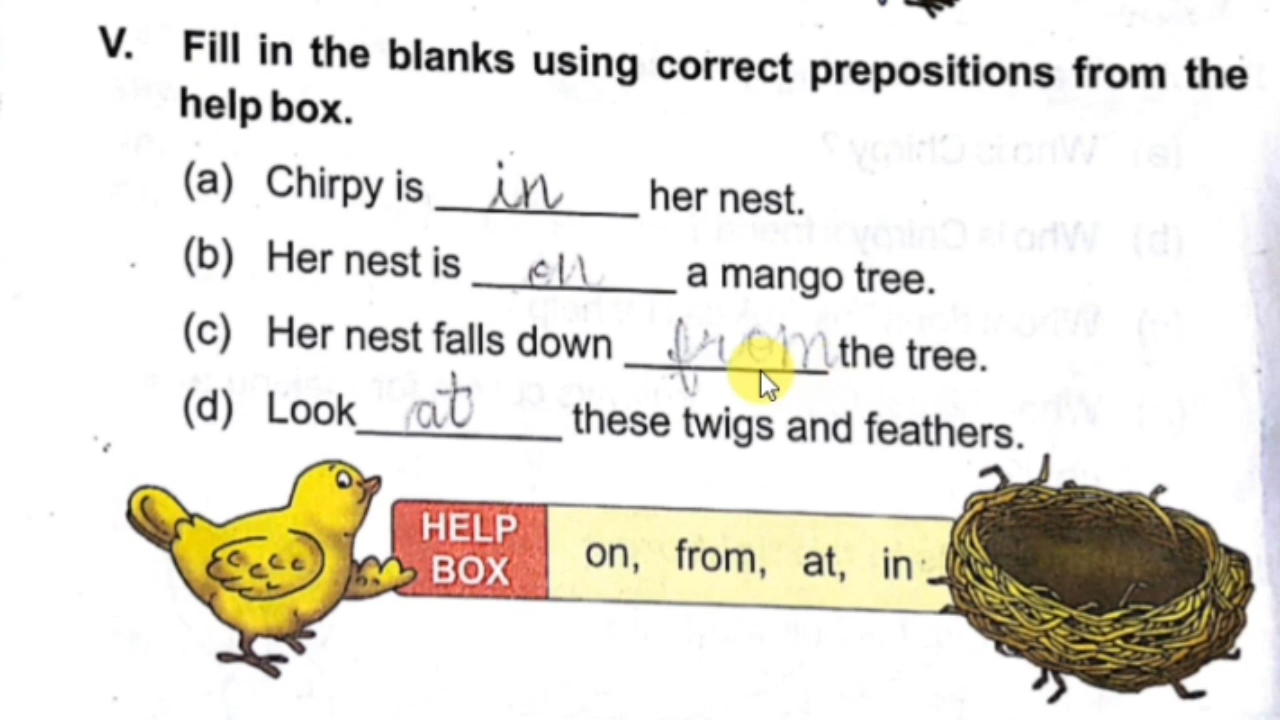 V. Fill in the blanks using correct prepositions from the
help box.
(a) Chirpy is in her nest.
(b) Her nest is on a mango tree.
(c) Her nest falls down from the tree.
(d) Look at these twigs and feathers.
HELP BOX on, from, at, in